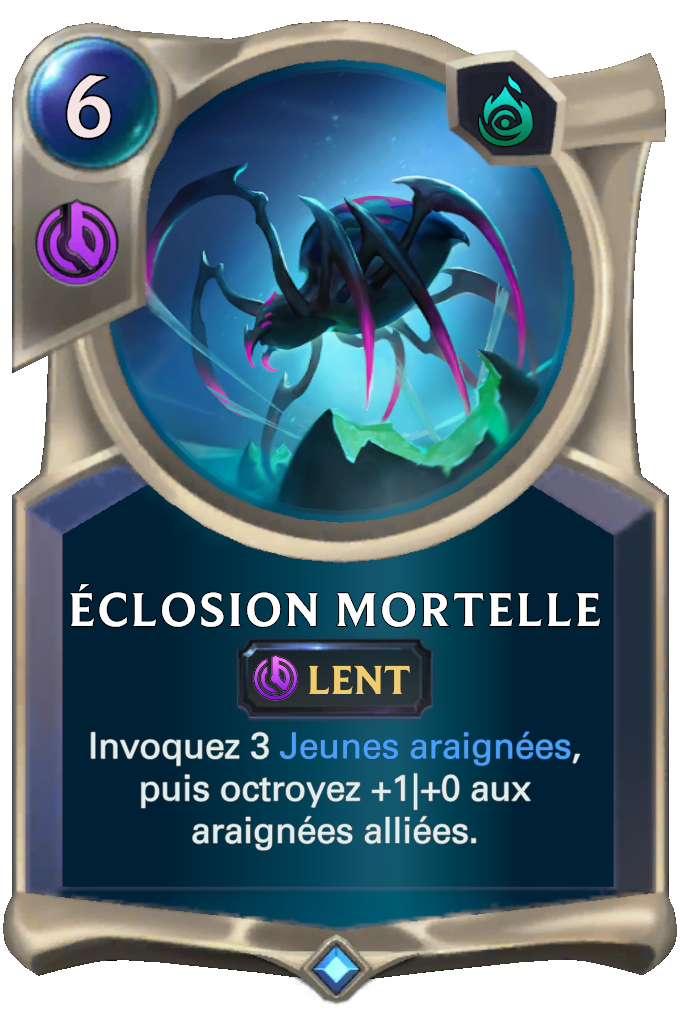 6
ÉCLOSION MORTELLE
LENT
Invoquez 3 Jeunes araignées,
puis octroyez +1|+0 aux
araignées alliées.